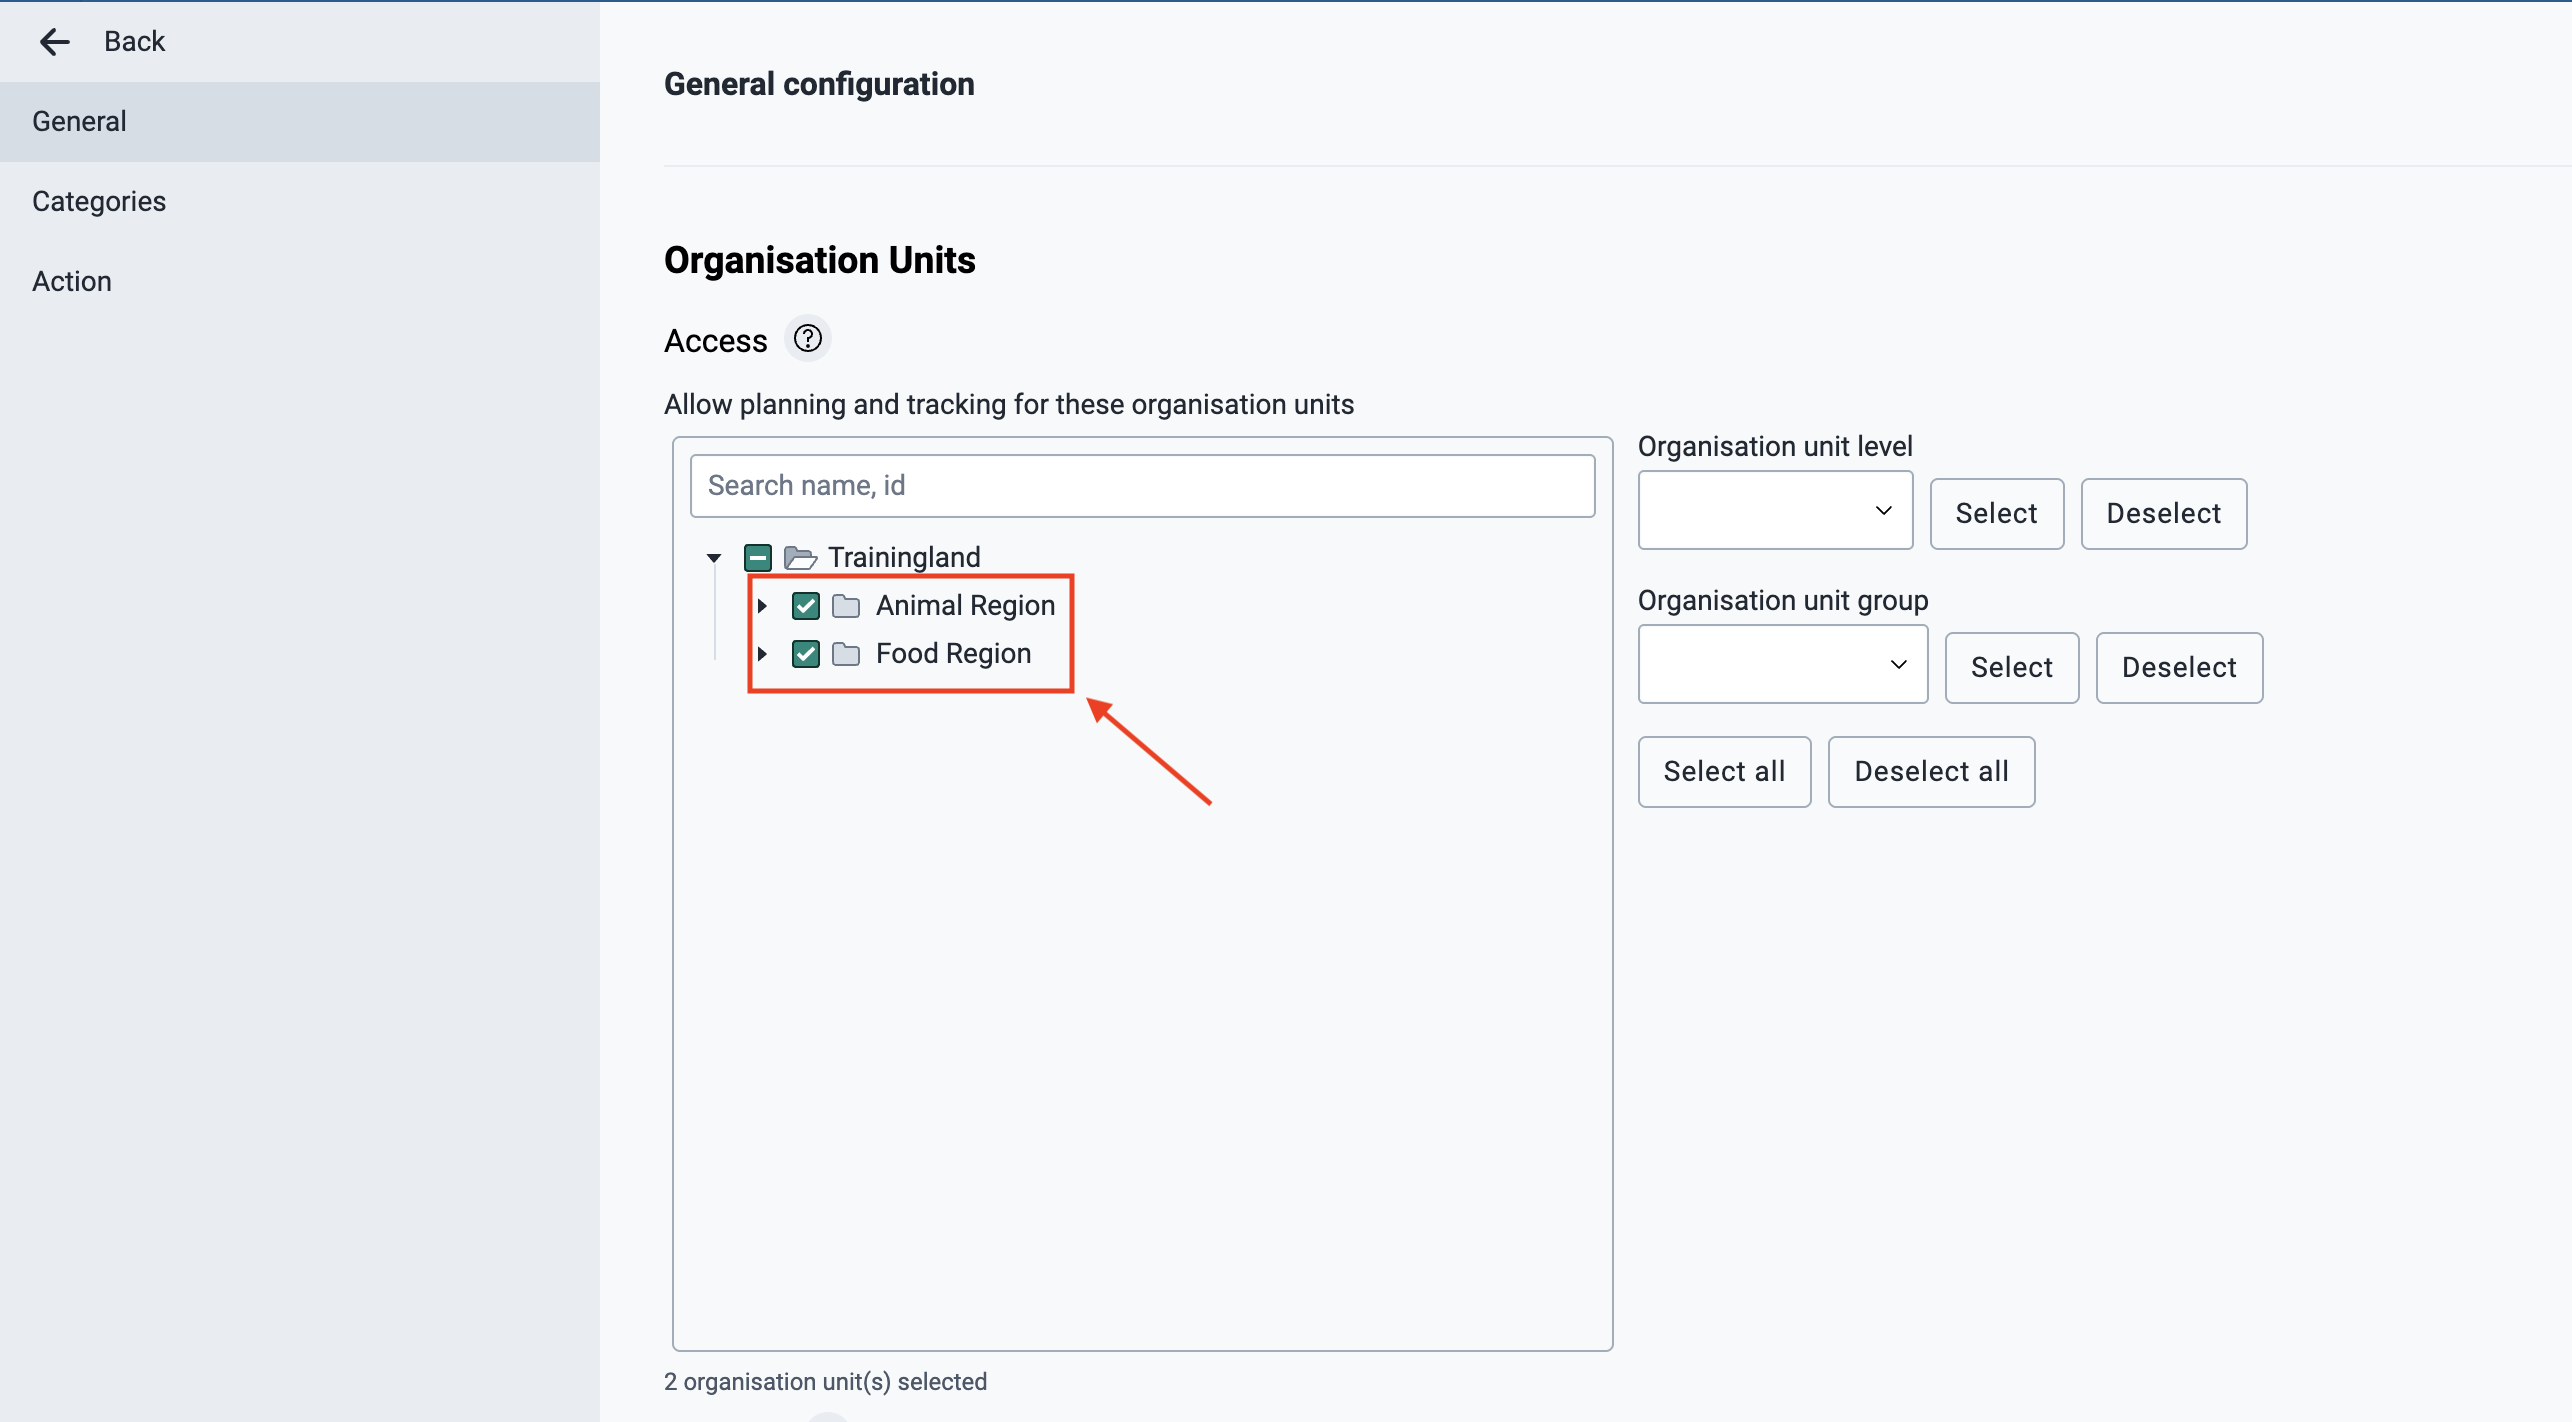 Back
General
Categories
Action
General configuration
Organisation Units
Access
Allow planning and tracking for these organisation units
Search name, id
Trainingland
Animal Region
Food Region
Organisation unit level
Select
Deselect
Organisation unit group
Select
Deselect
Select all
Deselect all
2 organisation unit(s) selected